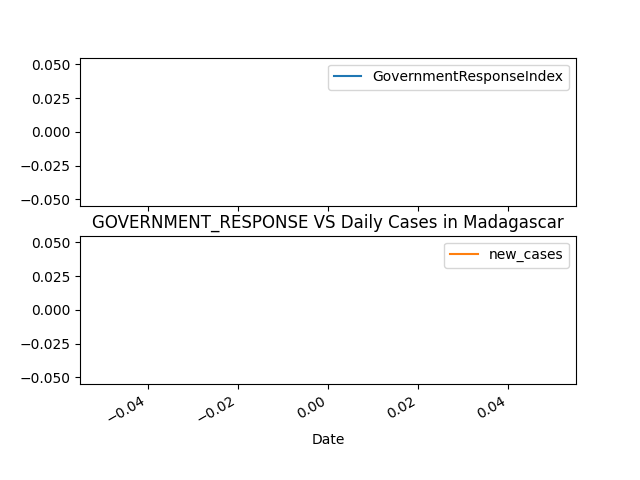 0.050
GovernmentResponseIndex
0.025
0.000
−0.025
−0.050
GOVERNMENT_RESPONSE VS Daily Cases in Madagascar
0.050
new_cases
0.025
0.000
−0.025
−0.050
−0.04 −0.02 0.00 0.02 0.04
Date